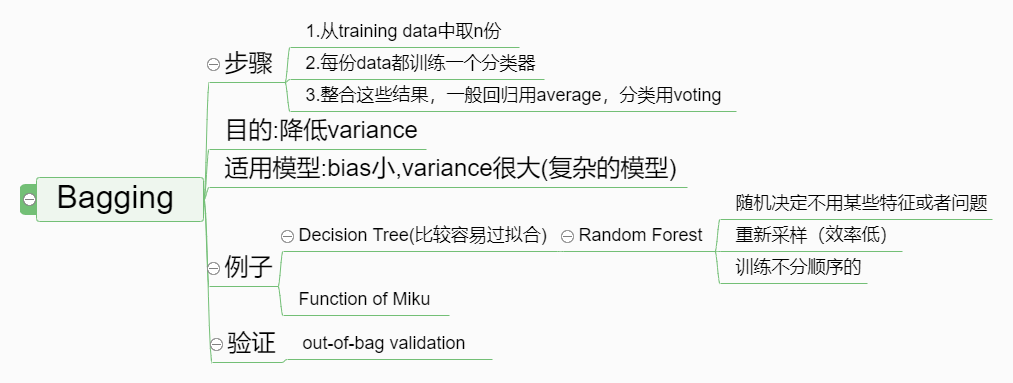 Bagging
步骤
1.从training data中取n份
2.每份data都训练一个分类器
3.整合这些结果，一般回归用average，分类用voting
目的:降低variance
适用模型:bias小,variance很大(复杂的模型)
例子
Decision Tree(比较容易过拟合)
Random Forest
随机决定不用某些特征或者问题
重新采样（效率低）
训练不分顺序的
Function of Miku
验证
out-of-bag validation